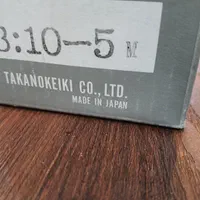 3:10-5 M
TAKANOKEIKI CO., LTD.
MADE IN JAPAN